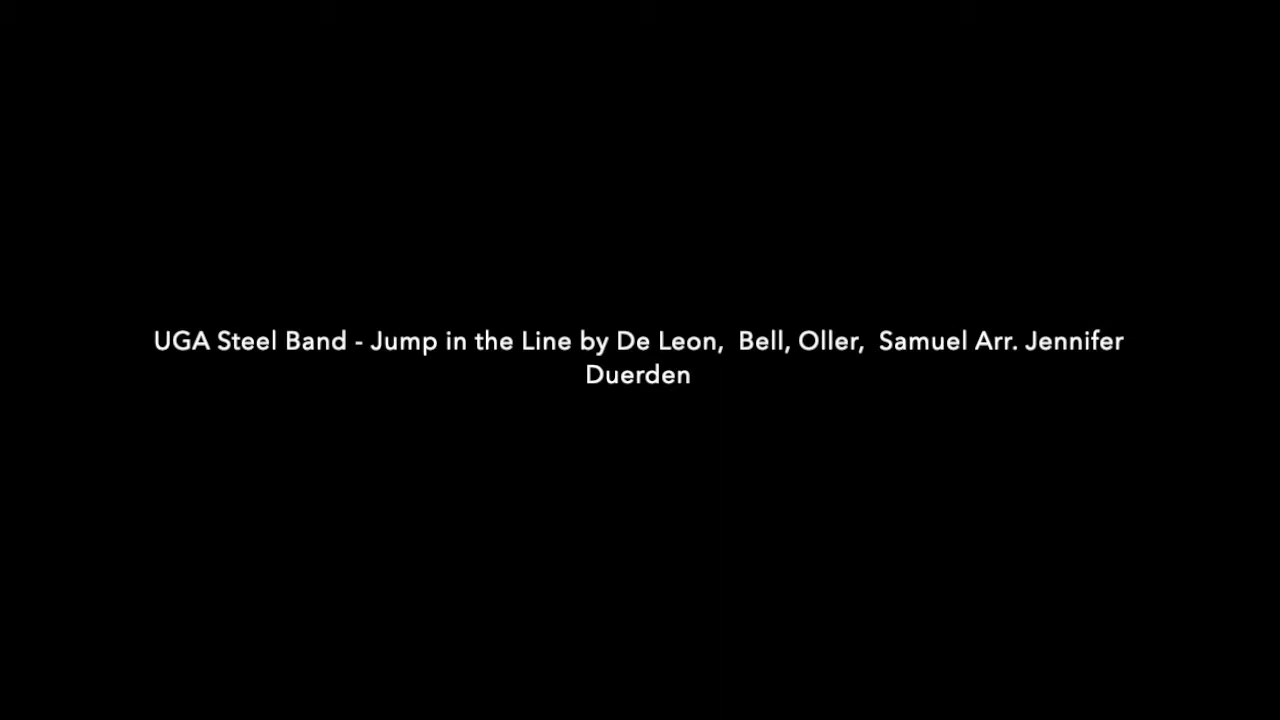 UGA Steel Band - Jump in the Line by De Leon,  Bell, Oller,  Samuel Arr. Jennifer
Duerden